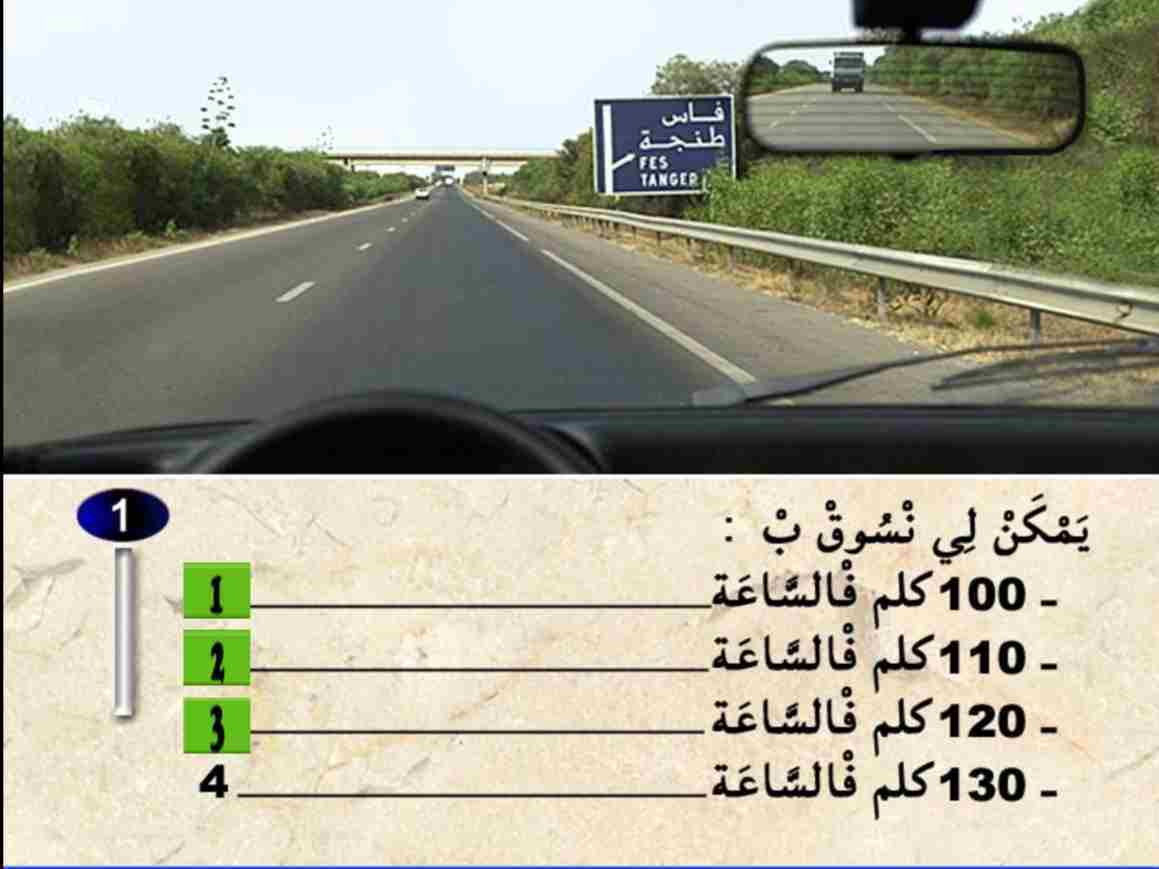 فاس
طنجة
FES
TANGER
1
يَمْكَنْ لِي نْسُوقْ بْ :
- 100 كلم فْالسَّاعَة 1
- 110 كلم فْالسَّاعَة 2
- 120 كلم فْالسَّاعَة 3
- 130 كلم فْالسَّاعَة 4